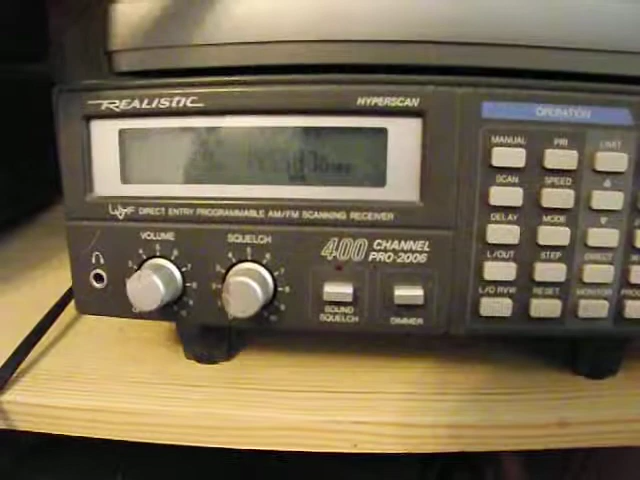 REALISTIC HYPERSCAN
DIRECT ENTRY PROGRAMMABLE AM/FM SCANNING RECEIVER
VOLUME SQUELCH
400 CHANNEL
PRO-2006
SOUND
SQUELCH
DIMMER
OPERATION
MANUAL PRI LIMIT
SCAN SPEED
DELAY MODE
L/OUT STEP DIRECT
L/O RVW RESET MONITOR